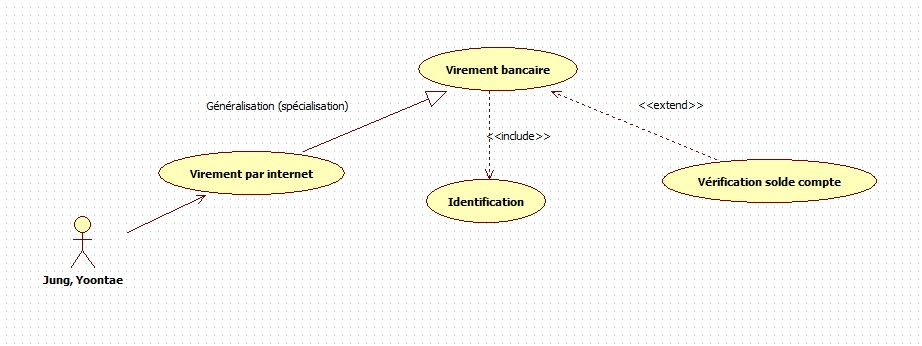 Virement bancaire
Généralisation (spécialisation)
<<extend>>
<<include>>
Virement par internet
Vérification solde compte
Identification
Jung, Yoontae